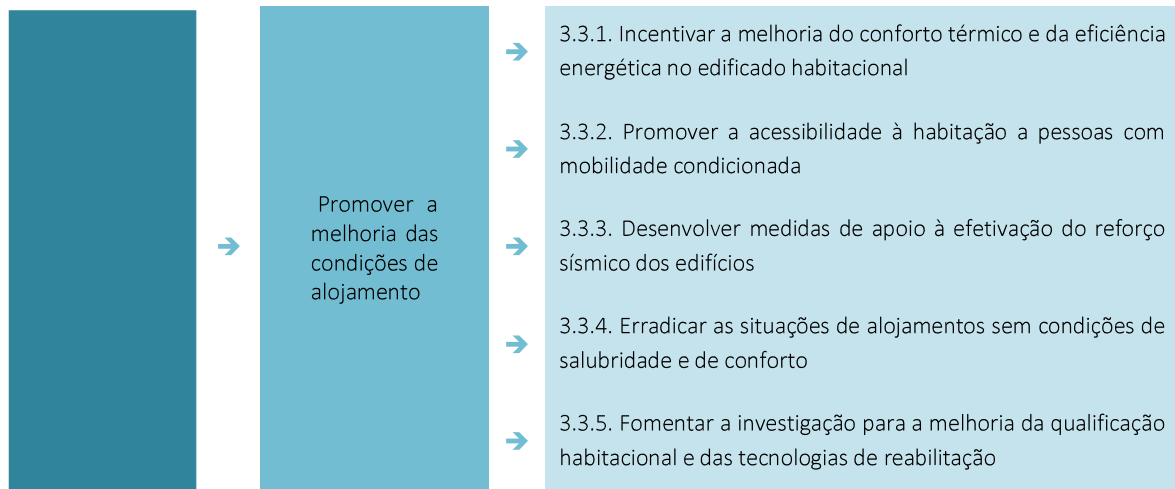 Promover a
melhoria das
condições de
alojamento
3.3.1. Incentivar a melhoria do conforto térmico e da eficiência
energética no edificado habitacional
3.3.2. Promover a acessibilidade à habitação a pessoas com
mobilidade condicionada
3.3.3. Desenvolver medidas de apoio à efetivação do reforço
sísmico dos edifícios
3.3.4. Erradicar as situações de alojamentos sem condições de
salubridade e de conforto
3.3.5. Fomentar a investigação para a melhoria da qualificação
habitacional e das tecnologias de reabilitação